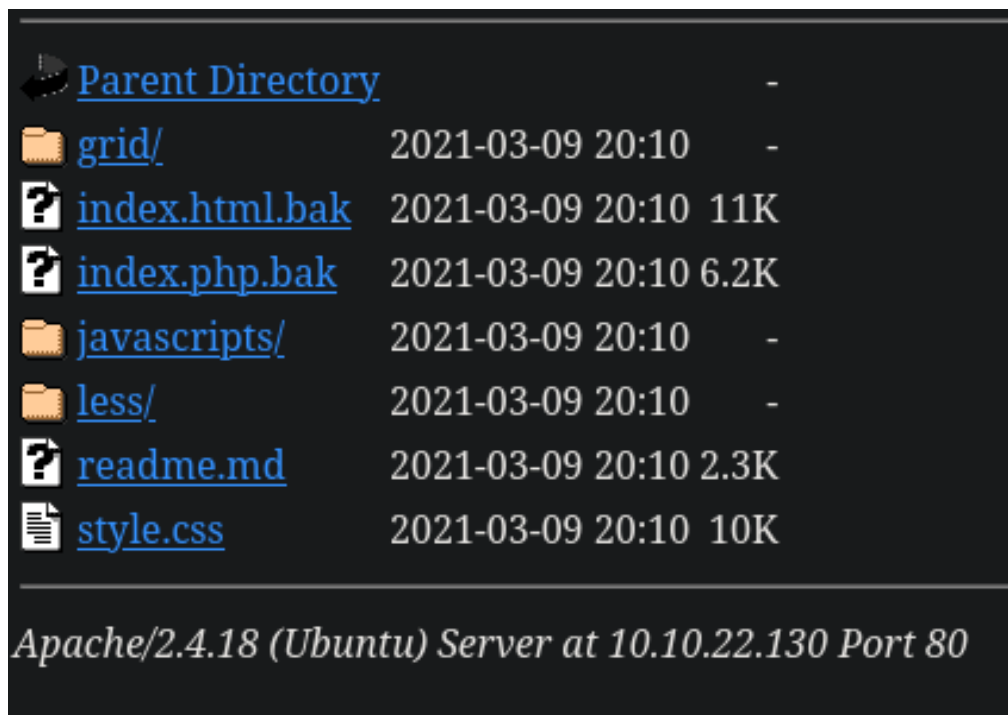 Parent Directory -
grid/ 2021-03-09 20:10 -
index.html.bak 2021-03-09 20:10 11K
index.php.bak 2021-03-09 20:10 6.2K
javascripts/ 2021-03-09 20:10 -
less/ 2021-03-09 20:10 -
readme.md 2021-03-09 20:10 2.3K
style.css 2021-03-09 20:10 10K
Apache/2.4.18 (Ubuntu) Server at 10.10.22.130 Port 80